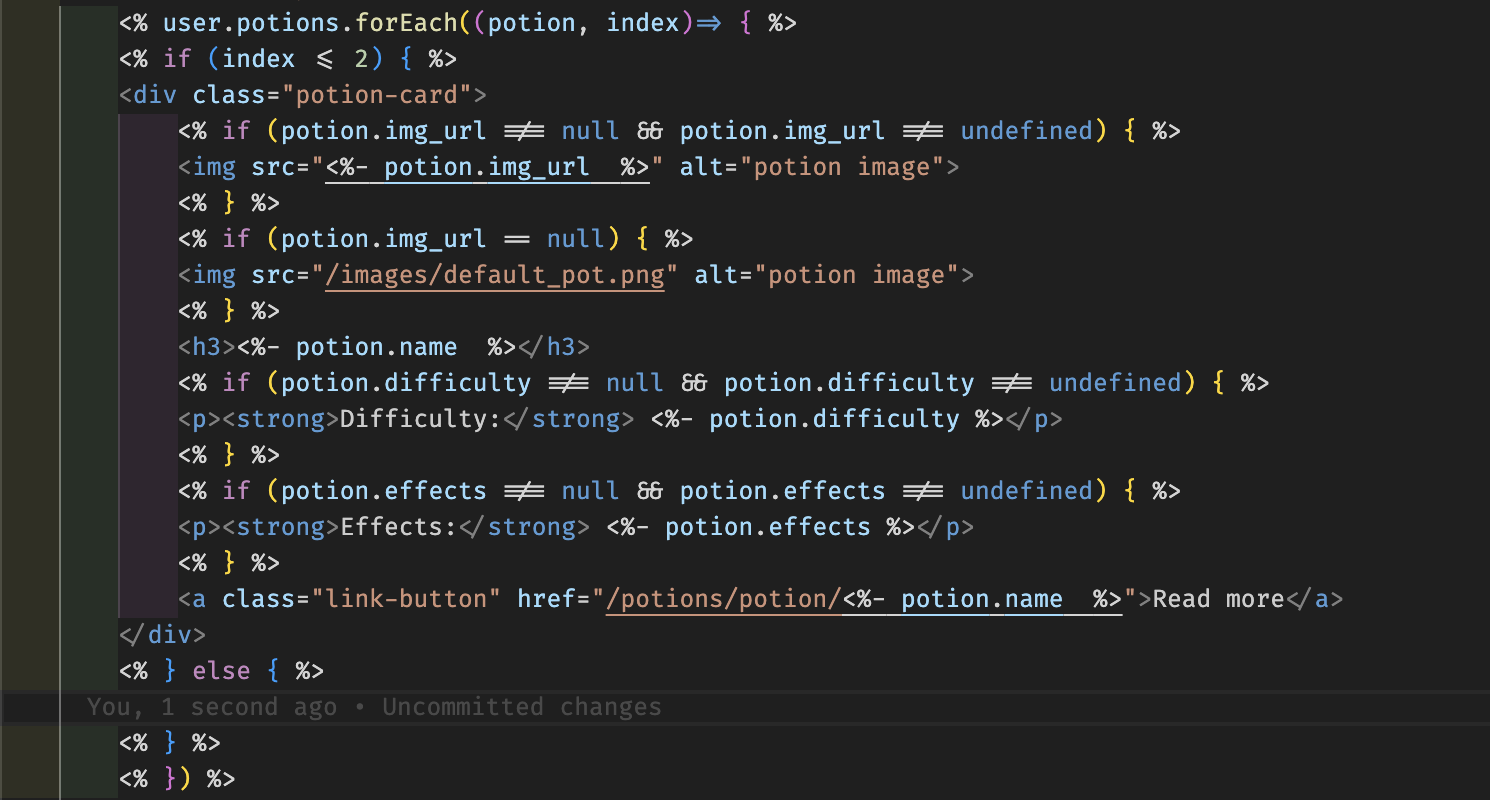 <% user.potions.forEach((potion, index)=> { %>
<% if (index <= 2) { %>
<div class="potion-card">
<% if (potion.img_url !== null && potion.img_url !== undefined) { %>
<img src="<%- potion.img_url  %>" alt="potion image">
<% } %>
<% if (potion.img_url == null) { %>
<img src="/images/default_pot.png" alt="potion image">
<% } %>
<h3><%- potion.name  %></h3>
<% if (potion.difficulty !== null && potion.difficulty !== undefined) { %>
<p><strong>Difficulty:</strong> <%- potion.difficulty %></p>
<% } %>
<% if (potion.effects !== null && potion.effects !== undefined) { %>
<p><strong>Effects:</strong> <%- potion.effects %></p>
<% } %>
<a class="link-button" href="/potions/potion/<%- potion.name  %>">Read more</a>
</div>
<% } else { %>
You, 1 second ago • Uncommitted changes
<% } %>
<% }) %>